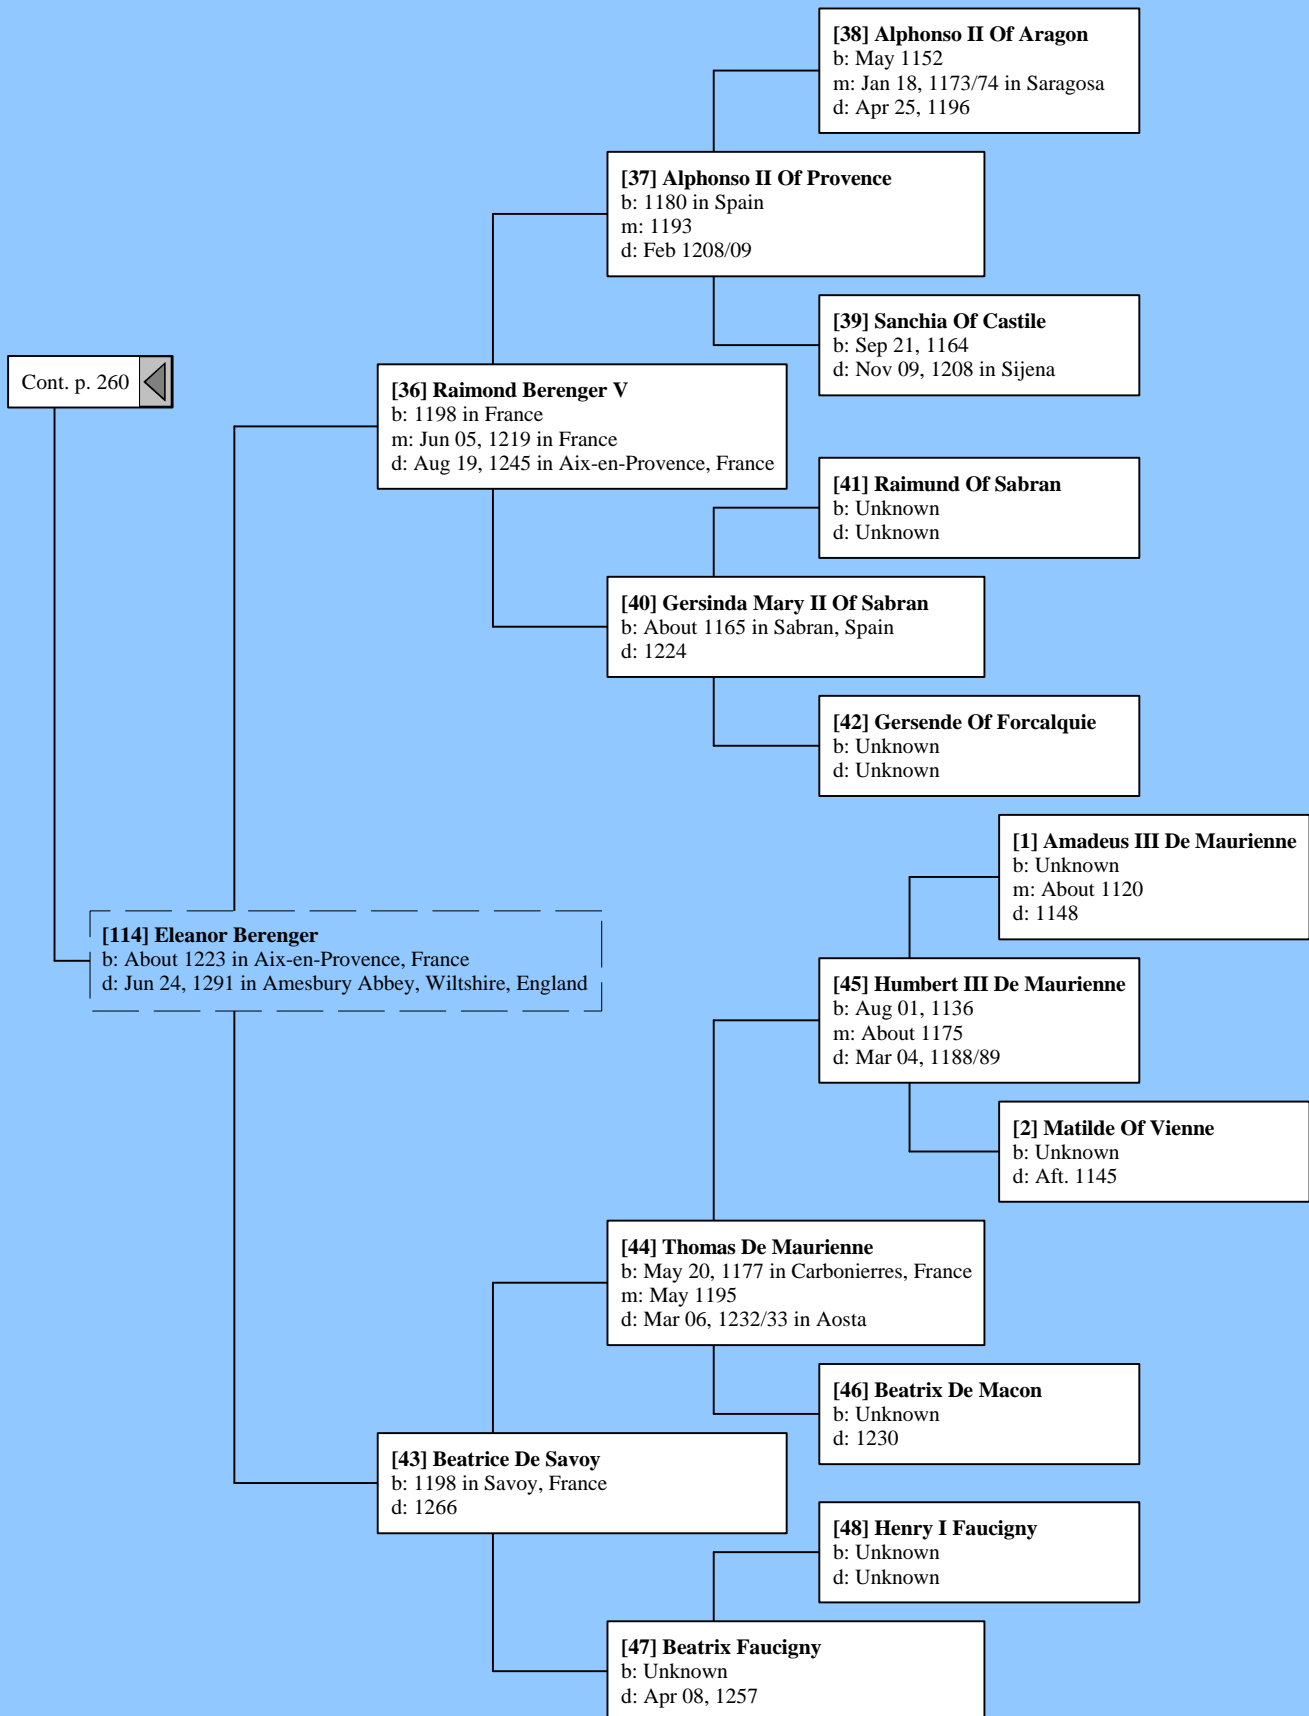 [38] Alphonso II Of Aragon
b: May 1152
m: Jan 18, 1173/74 in Saragosa
d: Apr 25, 1196
[37] Alphonso II Of Provence
b: 1180 in Spain
m: 1193
d: Feb 1208/09
[39] Sanchia Of Castile
b: Sep 21, 1164
d: Nov 09, 1208 in Sijena
Cont. p. 260
[36] Raimond Berenger V
b: 1198 in France
m: Jun 05, 1219 in France
d: Aug 19, 1245 in Aix-en-Provence, France
[41] Raimund Of Sabran
b: Unknown
d: Unknown
[40] Gersinda Mary II Of Sabran
b: About 1165 in Sabran, Spain
d: 1224
[42] Gersende Of Forcalquie
b: Unknown
d: Unknown
[1] Amadeus III De Maurienne
b: Unknown
m: About 1120
d: 1148
[114] Eleanor Berenger
b: About 1223 in Aix-en-Provence, France
d: Jun 24, 1291 in Amesbury Abbey, Wiltshire, England
[45] Humbert III De Maurienne
b: Aug 01, 1136
m: About 1175
d: Mar 04, 1188/89
[2] Matilde Of Vienne
b: Unknown
d: Aft. 1145
[44] Thomas De Maurienne
b: May 20, 1177 in Carbonierres, France
m: May 1195
d: Mar 06, 1232/33 in Aosta
[46] Beatrix De Macon
b: Unknown
d: 1230
[43] Beatrice De Savoy
b: 1198 in Savoy, France
d: 1266
[48] Henry I Faucigny
b: Unknown
d: Unknown
[47] Beatrix Faucigny
b: Unknown
d: Apr 08, 1257